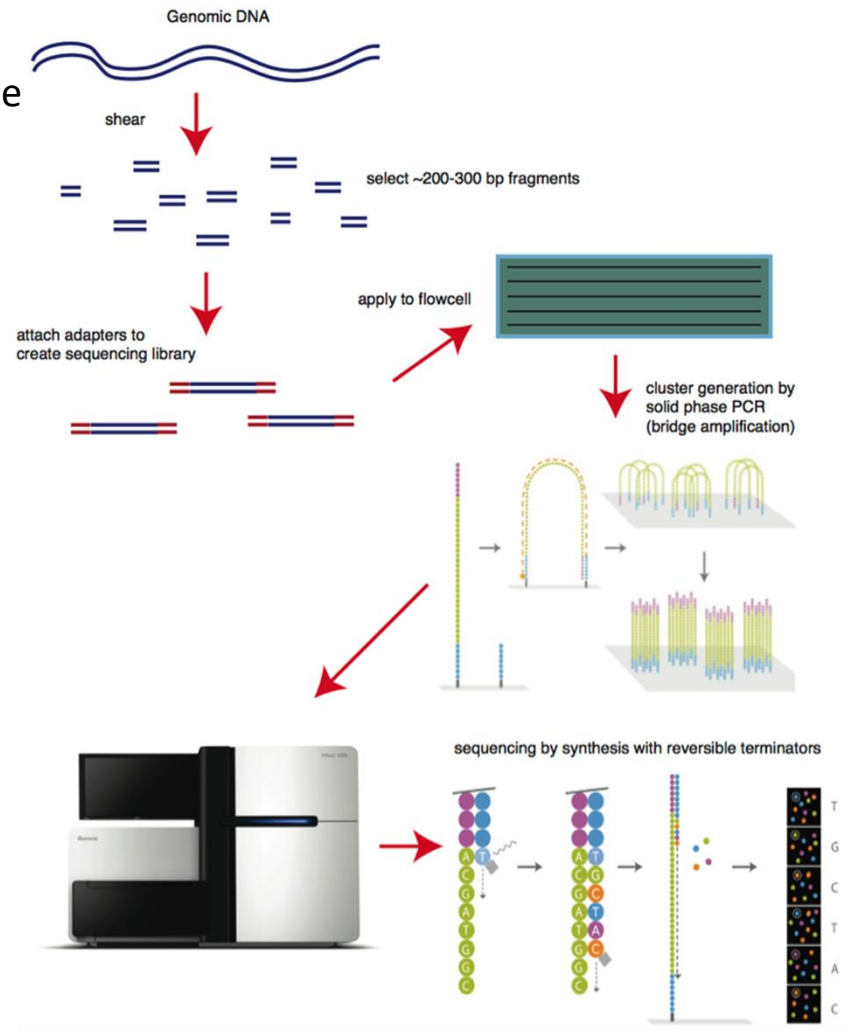 Genomic DNA
e
shear
select ~200-300 bp fragments
apply to flowcell
attach adapters to
create sequencing library
cluster generation by
solid phase PCR
(bridge amplification)
sequencing by synthesis with reversible terminators
A T
C
G
A
T
G
G
C
A T
C G
G C
A T
T A
G C
G
C
T
G
C
T
A
C